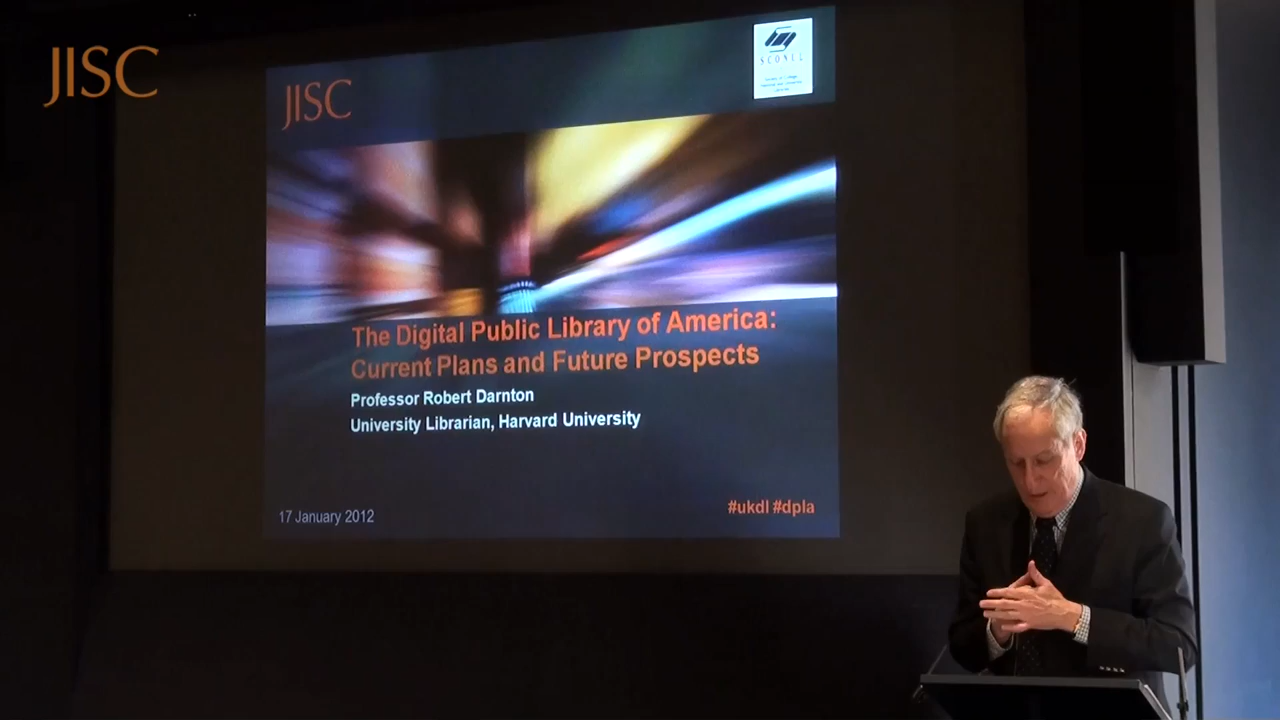 JISC
JISC
SCONUL
The Digital Public Library of America:
Current Plans and Future Prospects
Professor Robert Darnton
University Librarian, Harvard University
17 January 2012
#ukdl #dpla